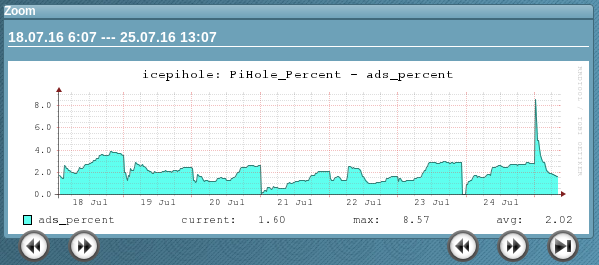 Zoom
18.07.16 6:07 --- 25.07.16 13:07
icepihole: PiHole_Percent - ads_percent
RRDTOOL / TOBI OETIKER
8.0
6.0
4.0
2.0
0.0
18 Jul 19 Jul 20 Jul 21 Jul 22 Jul 23 Jul 24 Jul
ads_percent current: 1.60 max: 8.57 avg: 2.02